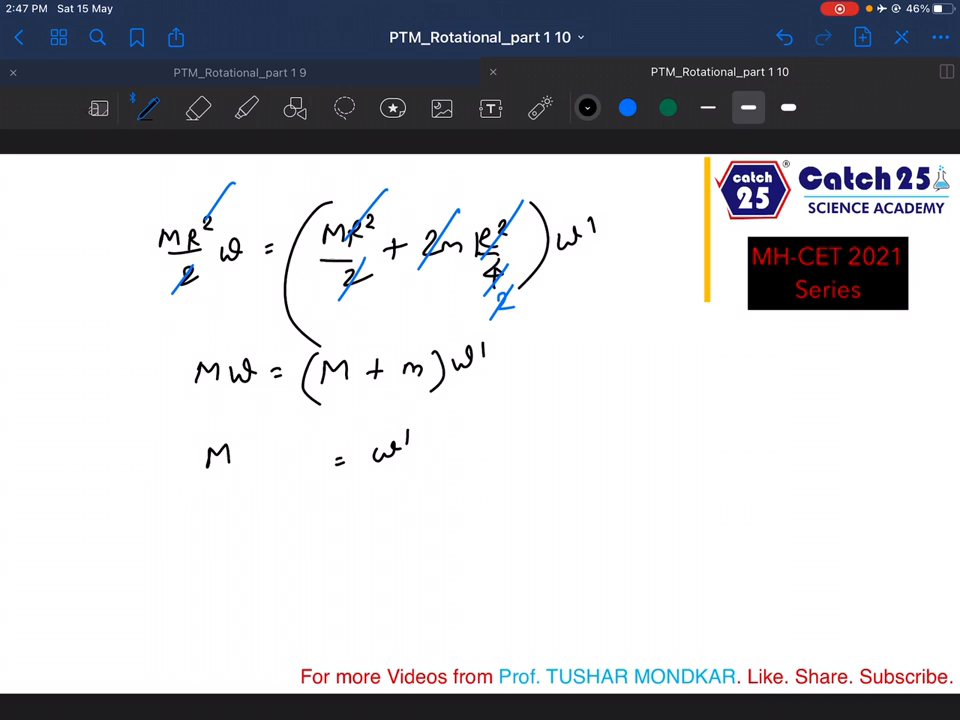 2:47 PM Sat 15 May
46%
PTM_Rotational_part 1 10
PTM_Rotational_part 1 9
PTM_Rotational_part 1 10
T
catch 25
®
Catch 25
SCIENCE ACADEMY
MH-CET 2021
Series
MR²/2 ω = (MR²/2 + 2m R²/4 2) ω'
Mω = (M + m) ω'
M = ω'
For more Videos from Prof. TUSHAR MONDKAR. Like. Share. Subscribe.